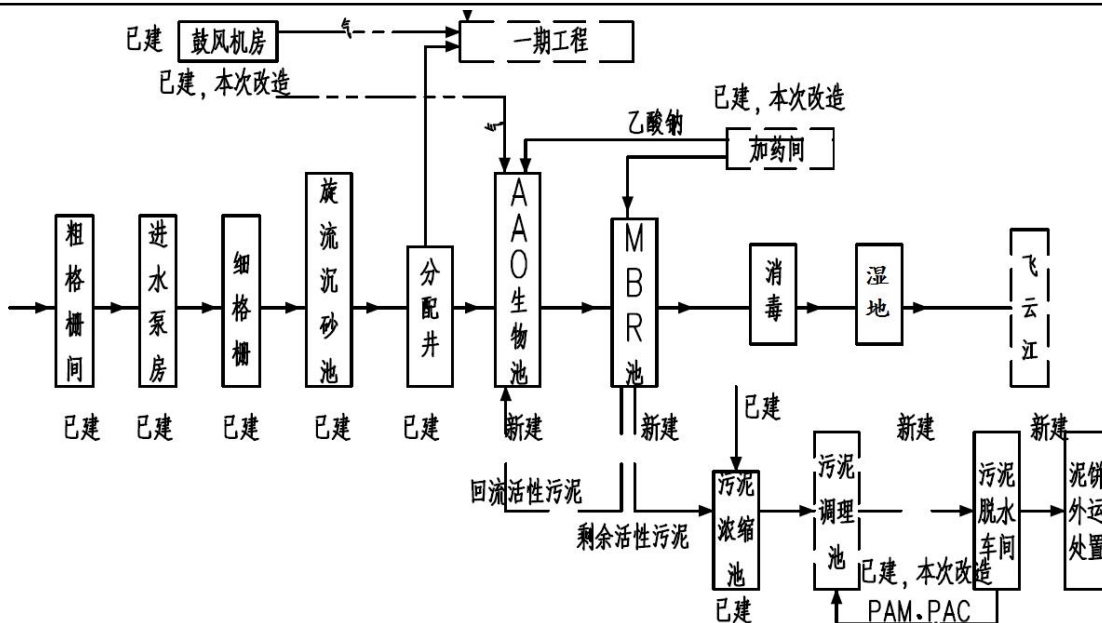 已建
鼓风机房
气
一期工程
已建，本次改造
气
乙酸钠
已建，本次改造
加药间
粗格栅间
进水泵房
细格栅
旋流沉砂池
分配井
AAO生物池
MBR池
消毒
湿地
飞云江
已建
已建
已建
已建
已建
新建
新建
已建
新建
新建
回流活性污泥
剩余活性污泥
污泥浓缩池
污泥调理池
污泥脱水车间
泥饼外运处置
已建
已建，本次改造
PAM·PAC